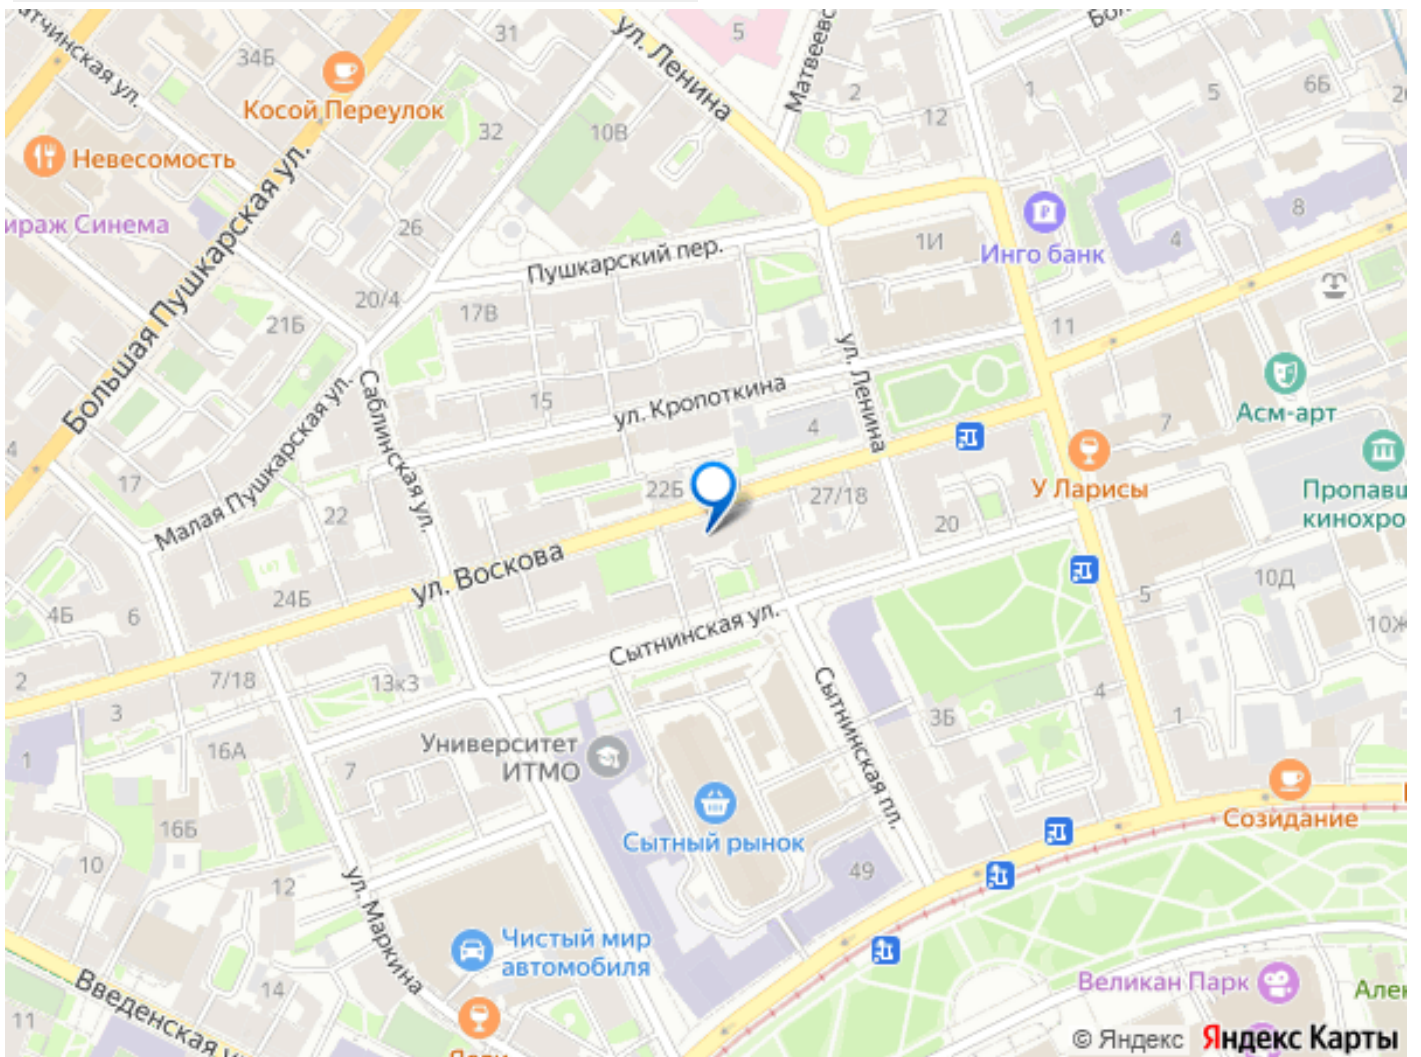 31
ул. Ленина
5
Матвеевс
34Б
Косой Переулок
32
10В
2
12
1
5
6Б
Невесомость
Большая Пушкарская ул.
ираж Синема
26
Пушкарский пер.
1И
Инго банк
4
8
20/4
21Б
17В
11
ул. Ленина
Саблинская ул.
15
ул. Кропоткина
4
Асм-арт
7
17
Малая Пушкарская ул.
22
22Б
27/18
20
У Ларисы
Пропавш
кинохро
ул. Воскова
24Б
4Б
6
10Д
5
10Ж
Сытнинская ул.
2
7/18
13к3
3
1
16А
7
Университет
ИТМО
Сытнинская пл.
3Б
4
1
Сытный рынок
Созидание
16Б
10
12
49
ул. Маркина
Чистый мир
автомобиля
14
11
Введенская у
Великан Парк
Алек
© Яндекс Яндекс Карты